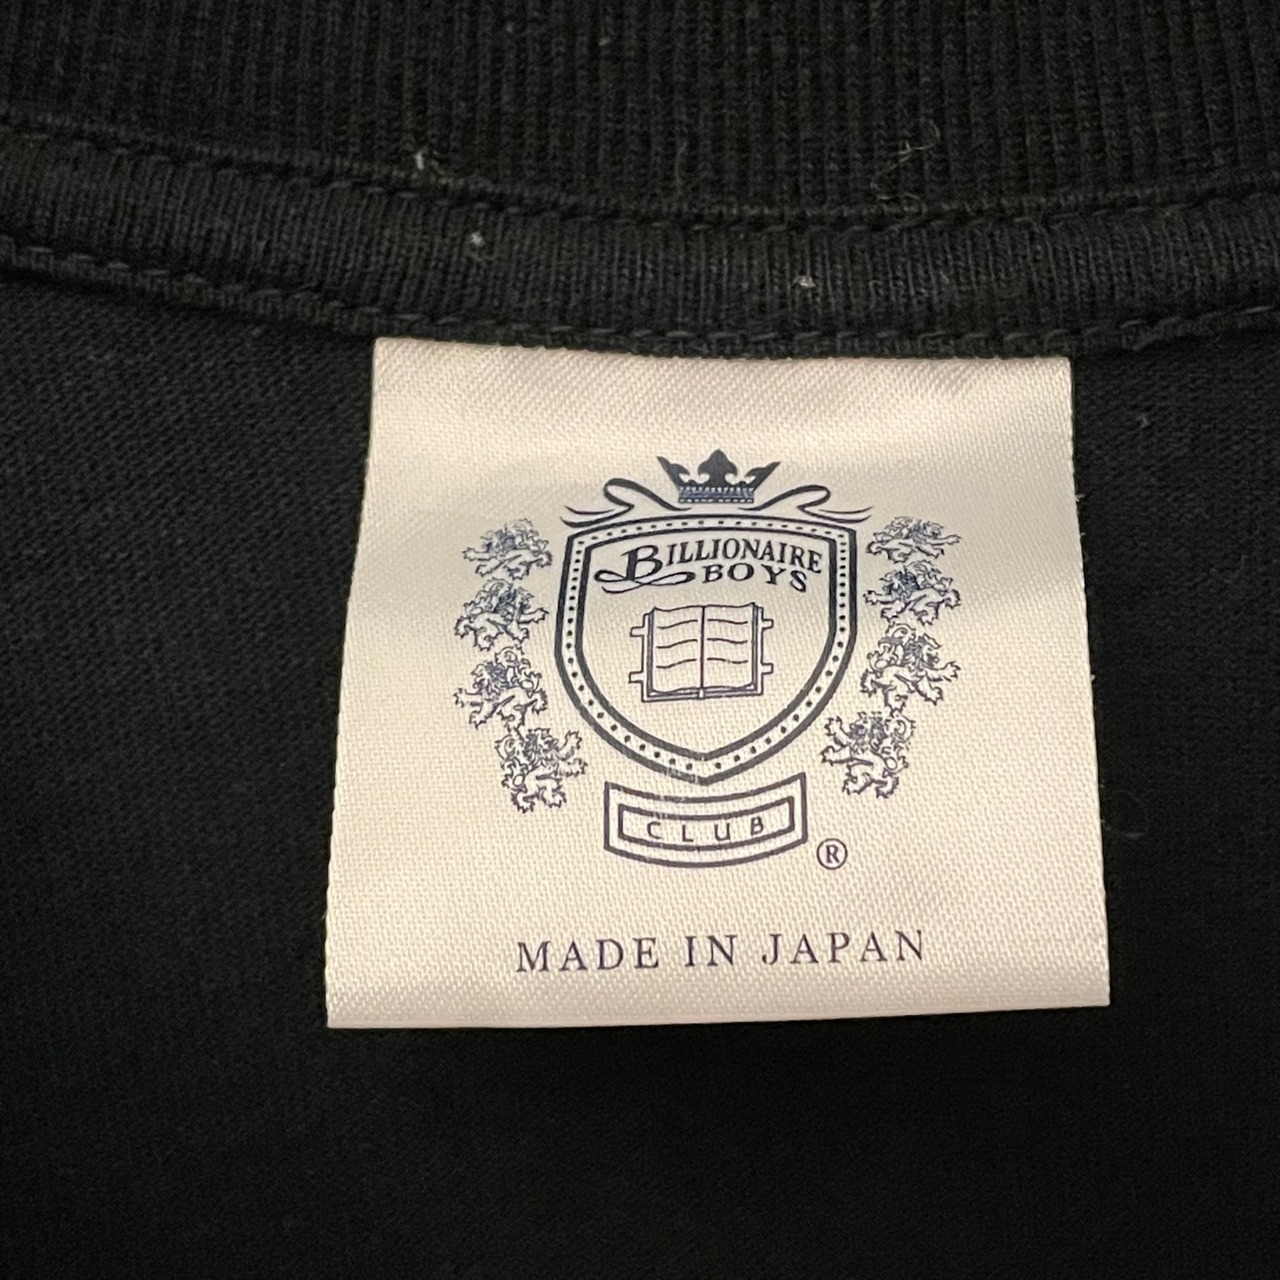 BILLIONAIRE
BOYS
CLUB
®
MADE IN JAPAN